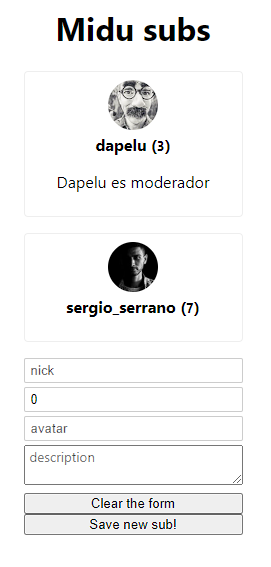 Midu subs
dapelu (3)
Dapelu es moderador
sergio_serrano (7)
nick
0
avatar
description
Clear the form
Save new sub!